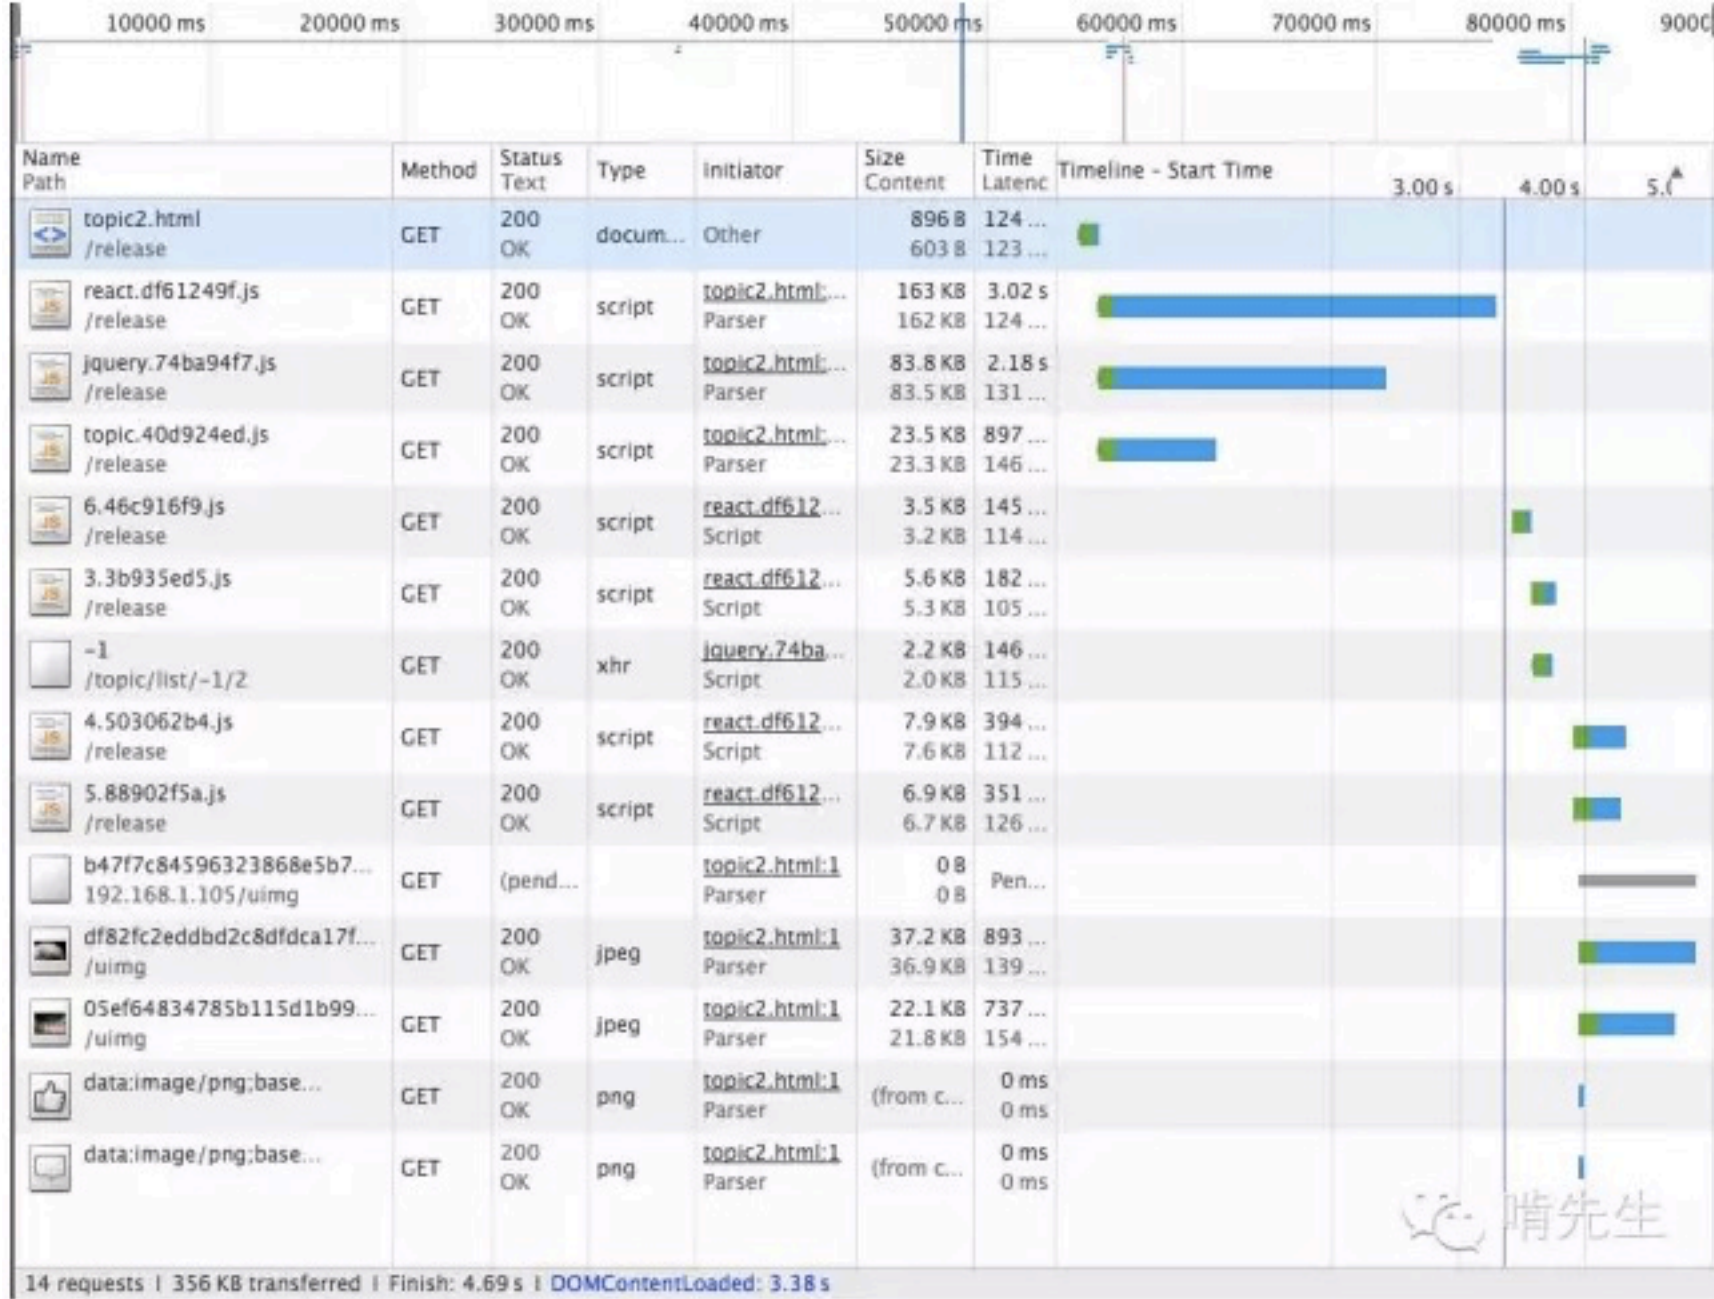 10000 ms 20000 ms 30000 ms 40000 ms 50000 ms 60000 ms 70000 ms 80000 ms 9000
Name Path Method Status Text Type Initiator Size Content Time Latenc Timeline - Start Time 3.00 s 4.00 s 5.(
topic2.html GET 200 docum... Other 896 B 124 ...
/release OK 603 B 123 ...
react.df61249f.js GET 200 script topic2.html:... 163 KB 3.02 s
/release OK Parser 162 KB 124 ...
jquery.74ba94f7.js GET 200 script topic2.html:... 83.8 KB 2.18 s
/release OK Parser 83.5 KB 131 ...
topic.40d924ed.js GET 200 script topic2.html:... 23.5 KB 897 ...
/release OK Parser 23.3 KB 146 ...
6.46c916f9.js GET 200 script react.df612... 3.5 KB 145 ...
/release OK Script 3.2 KB 114 ...
3.3b935ed5.js GET 200 script react.df612... 5.6 KB 182 ...
/release OK Script 5.3 KB 105 ...
-1 GET 200 xhr jquery.74ba... 2.2 KB 146 ...
/topic/list/-1/2 OK Script 2.0 KB 115 ...
4.503062b4.js GET 200 script react.df612... 7.9 KB 394 ...
/release OK Script 7.6 KB 112 ...
5.88902f5a.js GET 200 script react.df612... 6.9 KB 351 ...
/release OK Script 6.7 KB 126 ...
b47f7c84596323868e5b7... GET (pend... topic2.html:1 0 B Pen...
192.168.1.105/uimg Parser 0 B
df82fc2eddbd2c8dfdca17f... GET 200 jpeg topic2.html:1 37.2 KB 893 ...
/uimg OK Parser 36.9 KB 139 ...
05ef64834785b115d1b99... GET 200 jpeg topic2.html:1 22.1 KB 737 ...
/uimg OK Parser 21.8 KB 154 ...
data:image/png;base... GET 200 png topic2.html:1 (from c... 0 ms
OK Parser 0 ms
data:image/png;base... GET 200 png topic2.html:1 (from c... 0 ms
OK Parser 0 ms
啃先生
14 requests | 356 KB transferred | Finish: 4.69 s | DOMContentLoaded: 3.38 s